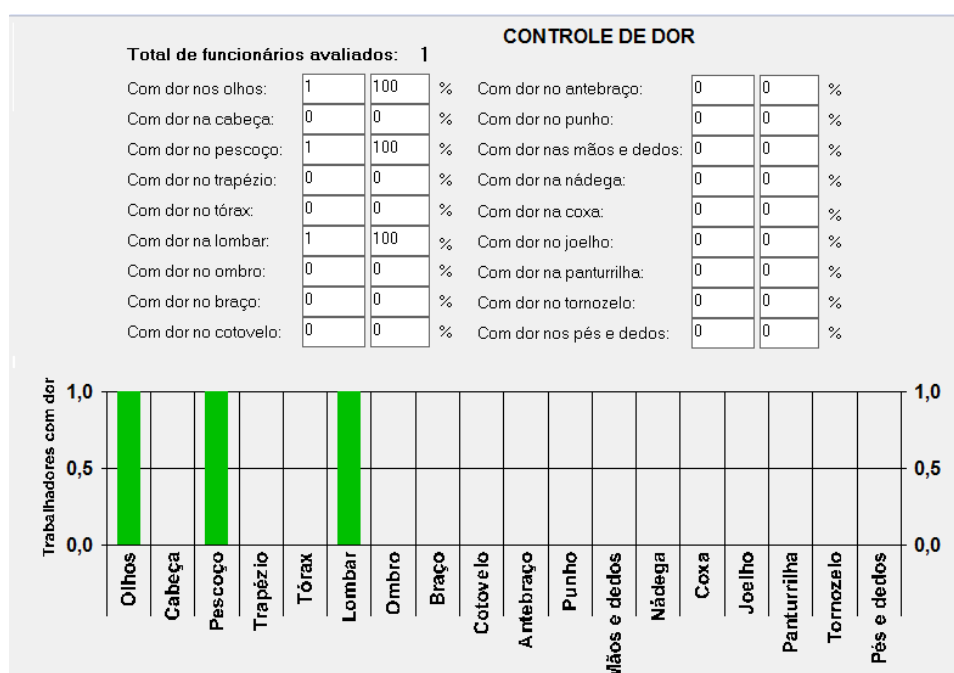 CONTROLE DE DOR
Total de funcionários avaliados: 1
Com dor nos olhos: 1 100 %
Com dor na cabeça: 0 0 %
Com dor no pescoço: 1 100 %
Com dor no trapézio: 0 0 %
Com dor no tórax: 0 0 %
Com dor na lombar: 1 100 %
Com dor no ombro: 0 0 %
Com dor no braço: 0 0 %
Com dor no cotovelo: 0 0 %
Com dor no antebraço: 0 0 %
Com dor no punho: 0 0 %
Com dor nas mãos e dedos: 0 0 %
Com dor na nádega: 0 0 %
Com dor na coxa: 0 0 %
Com dor no joelho: 0 0 %
Com dor na panturrilha: 0 0 %
Com dor no tornozelo: 0 0 %
Com dor nos pés e dedos: 0 0 %
Trabalhadores com dor
1,0
0,5
0,0
1,0
0,5
0,0
Olhos
Cabeça
Pescoço
Trapézio
Tórax
Lombar
Ombro
Braço
Cotovelo
Antebraço
Punho
Mãos e dedos
Nádega
Coxa
Joelho
Panturrilha
Tornozelo
Pés e dedos